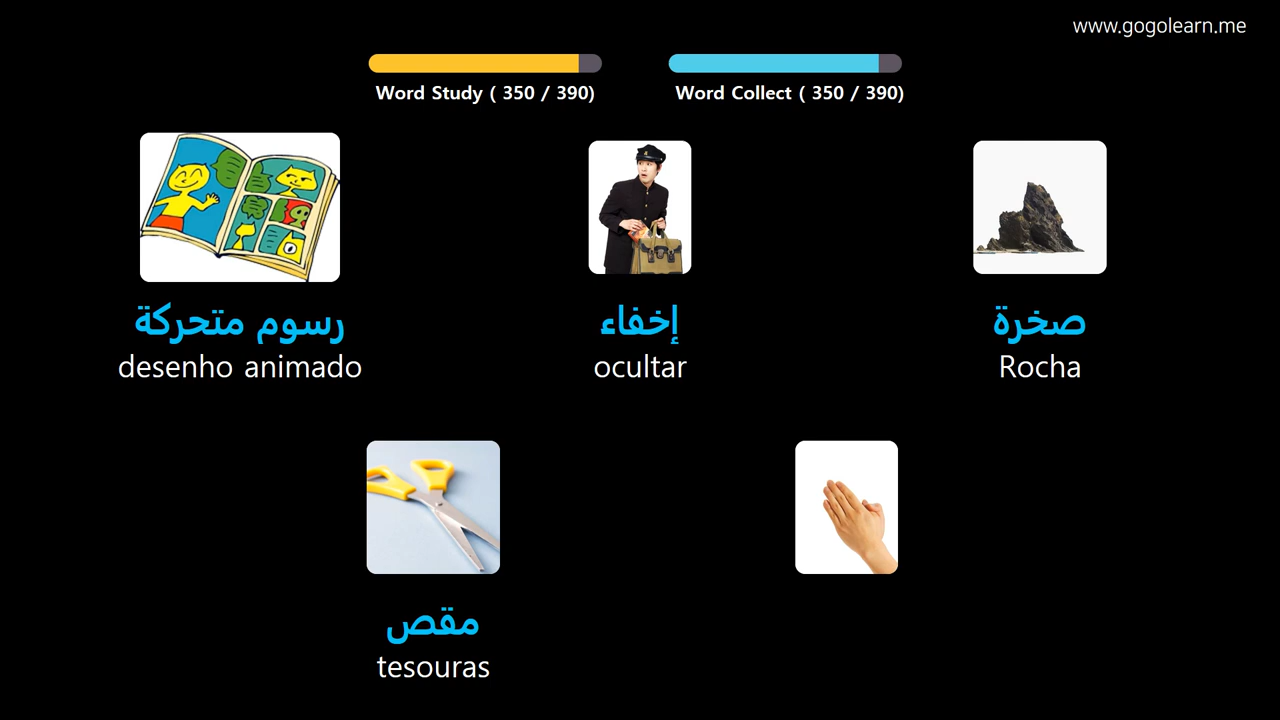 www.gogolearn.me
Word Study ( 350 / 390)
Word Collect ( 350 / 390)
رسوم متحركة
desenho animado
إخفاء
ocultar
صخرة
Rocha
مقص
tesouras